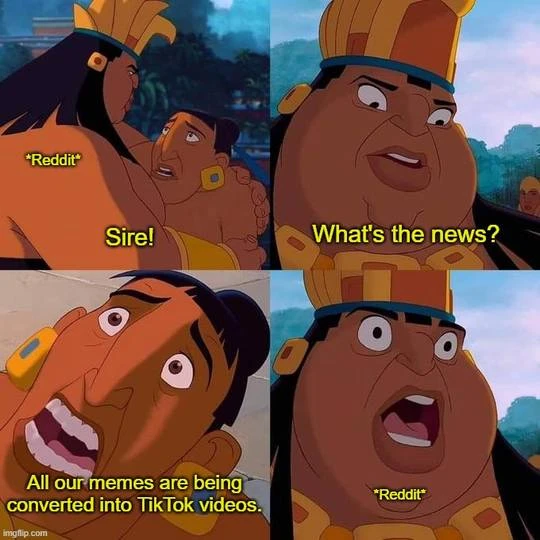 *Reddit*
Sire!
What's the news?
All our memes are being
converted into TikTok videos.
*Reddit*
imgflip.com